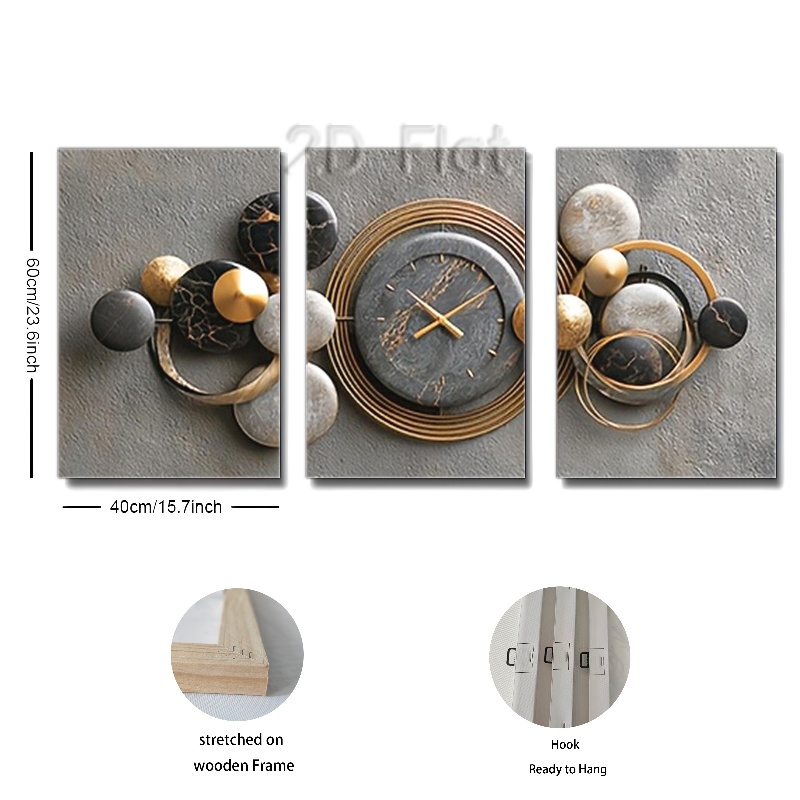 2D Flat
60cm/23.6inch
40cm/15.7inch
stretched on
wooden Frame
Hook
Ready to Hang